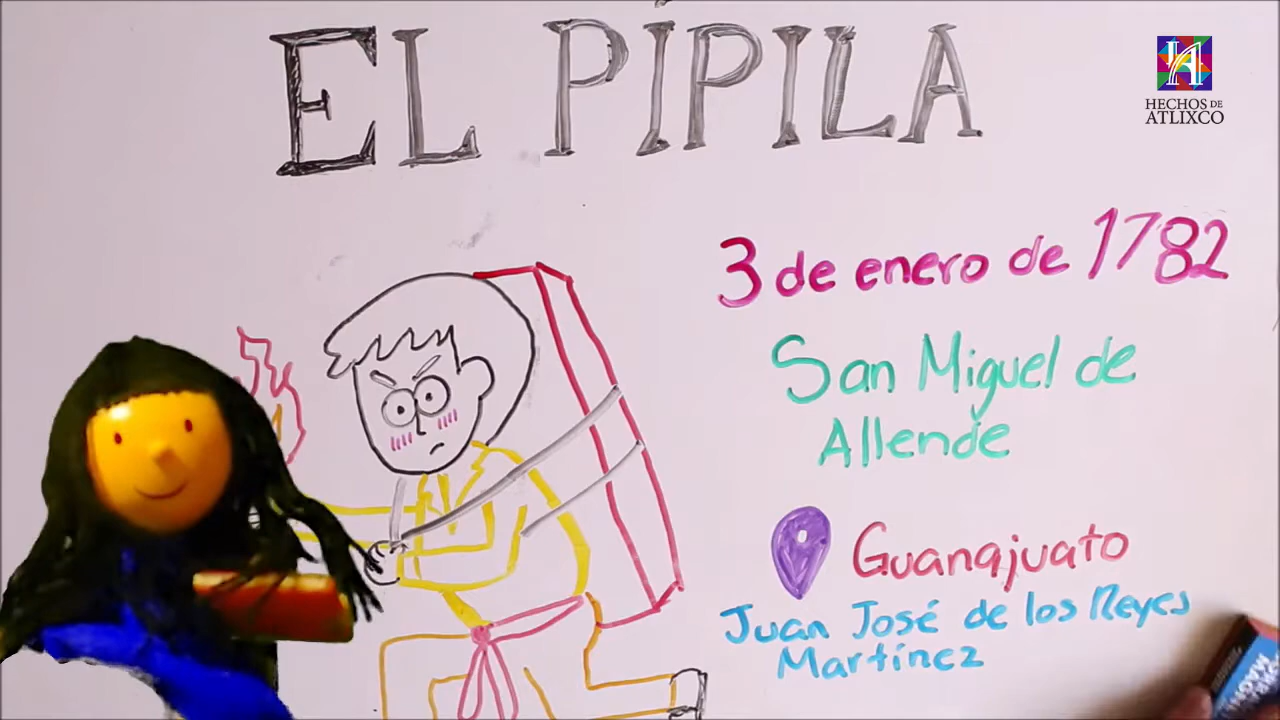 EL PÍPILA
HECHOS DE
ATLIXCO
3 de enero de 1782
San Miguel de
Allende
Guanajuato
Juan José de los Reyes
Martínez